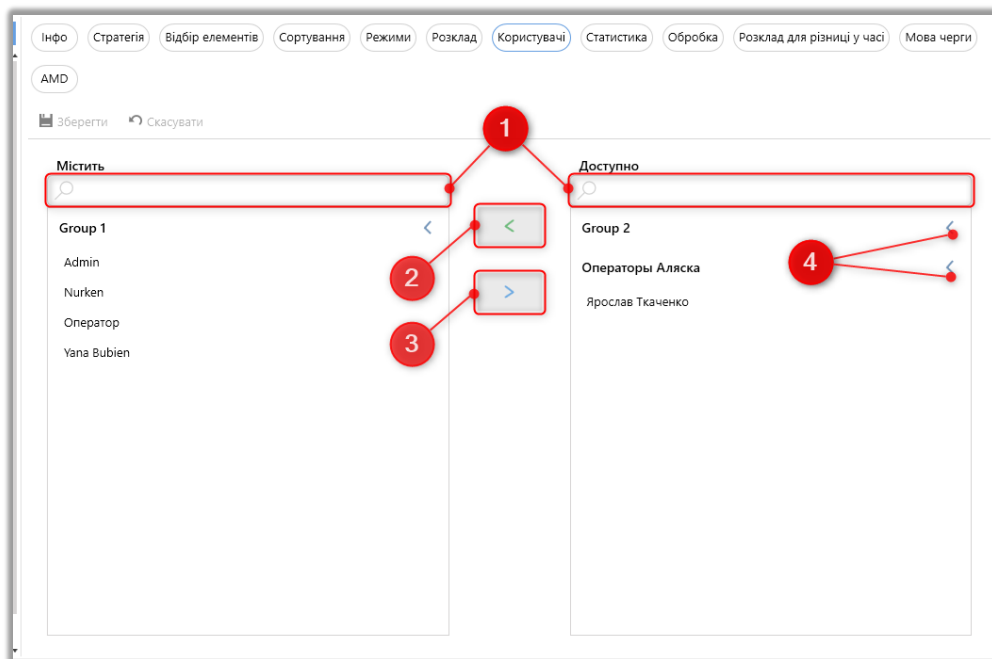 Інфо Стратегія Відбір елементів Сортування Режими Розклад Користувачі Статистика Обробка Розклад для різниці у часі Мова черги
AMD
Зберегти Скасувати
1
Містить Доступно
Group 1 < < Group 2 <
Admin 2 Операторы Аляска 4 <
Nurken > Ярослав Ткаченко
Оператор 3
Yana Bubien